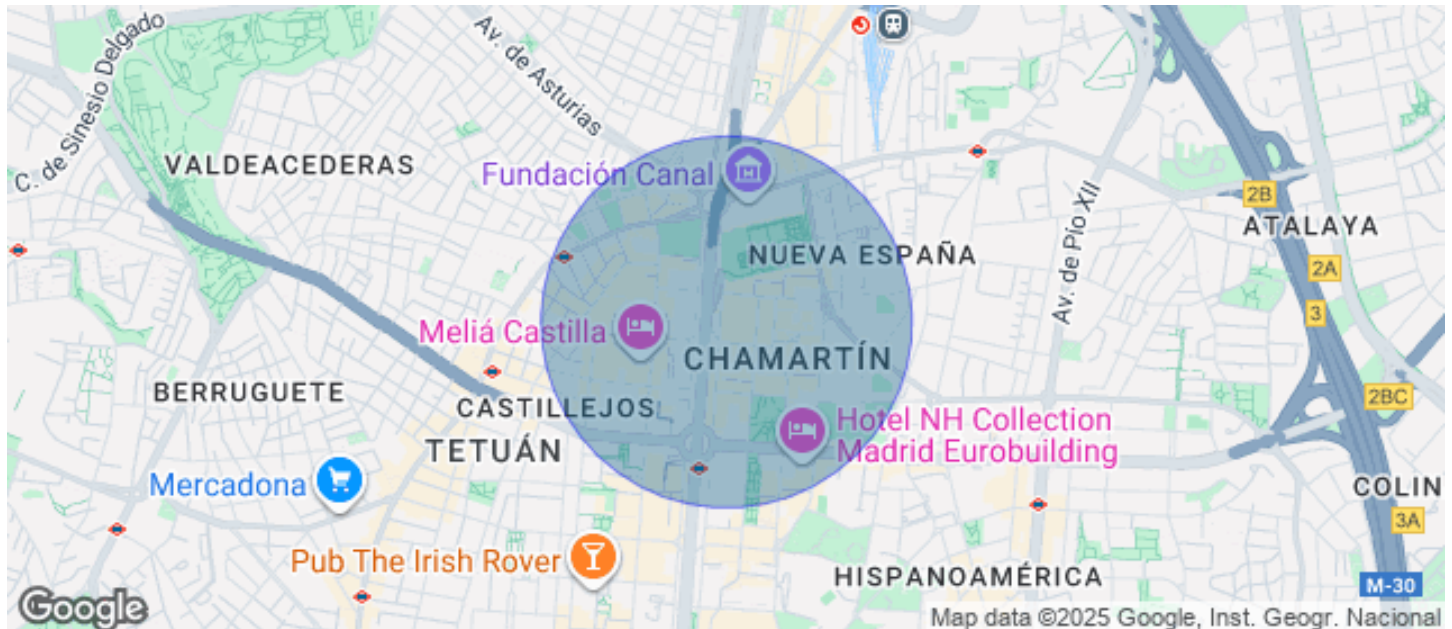 C. de Sinesio Delgado
Av. de Asturias
VALDEACEDERAS
Fundación Canal
NUEVA ESPAÑA
Av. de Pío XII
2B
ATALAYA
2A
3
Meliá Castilla
CHAMARTÍN
BERRUGUETE
CASTILLEJOS
2BC
Hotel NH Collection
Madrid Eurobuilding
TETUÁN
Mercadona
COLIN
3A
Pub The Irish Rover
HISPANOAMÉRICA
M-30
Google
Map data ©2025 Google, Inst. Geogr. Nacional